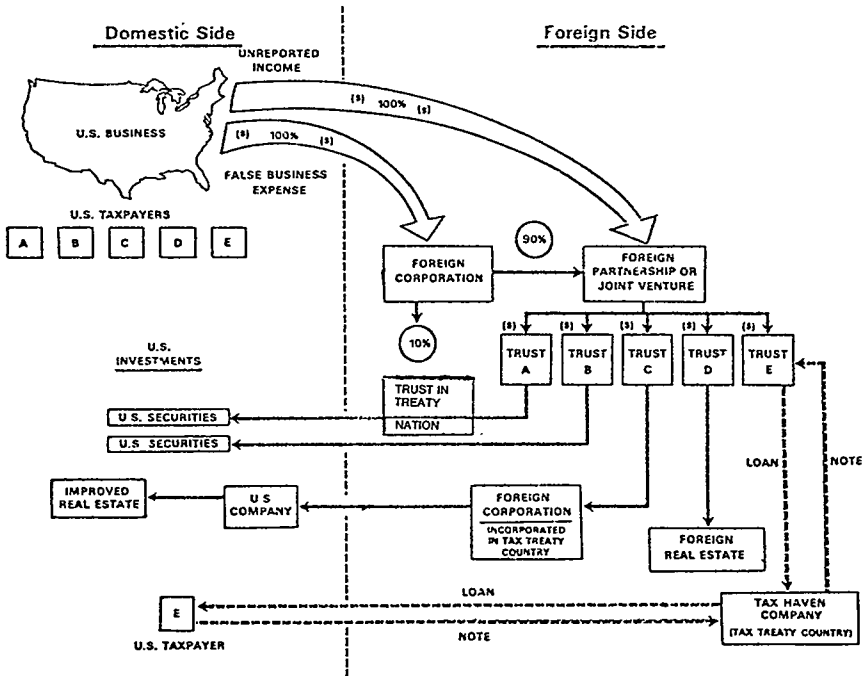 Domestic Side
Foreign Side
UNREPORTED
INCOME
($) 100% ($)
U.S. BUSINESS
($) 100% ($)
FALSE BUSINESS
EXPENSE
U.S. TAXPAYERS
A B C D E
90%
FOREIGN
CORPORATION
FOREIGN
PARTNERSHIP OR
JOINT VENTURE
10%
($) ($) ($) ($) ($)
TRUST
A
TRUST
B
TRUST
C
TRUST
D
TRUST
E
U.S.
INVESTMENTS
TRUST IN
TREATY
NATION
U.S. SECURITIES
U.S. SECURITIES
LOAN
NOTE
IMPROVED
REAL ESTATE
U S
COMPANY
FOREIGN
CORPORATION
INCORPORATED
IN TAX TREATY
COUNTRY
FOREIGN
REAL ESTATE
LOAN
E
NOTE
U.S. TAXPAYER
TAX HAVEN
COMPANY
(TAX TREATY COUNTRY)